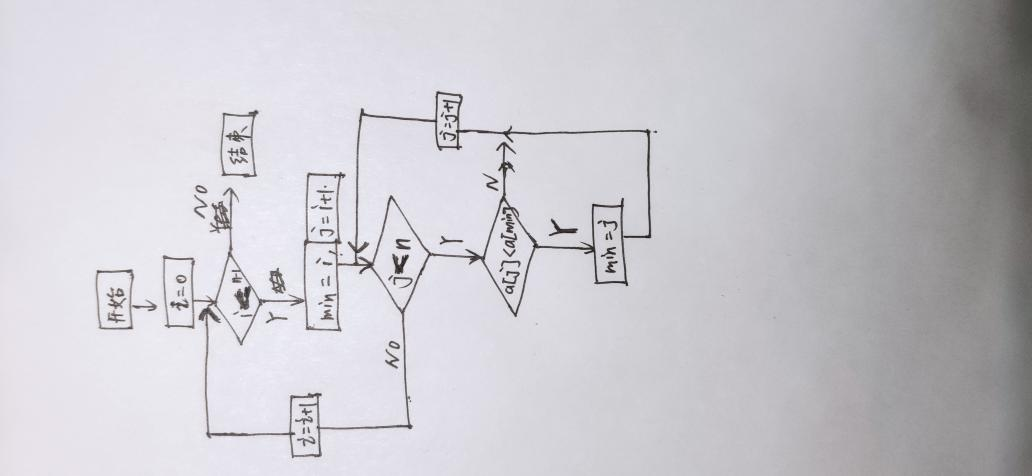 开始
i=0
i<n-1
NO
结束
Y
min=i, j=i+1.
j<n
NO
i=i+1
Y
a[j]<a[min]
N
j=j+1
Y
min=j